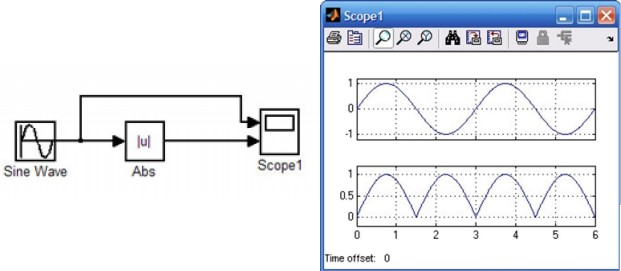 Sine Wave
|u|
Abs
Scope1
Scope1
1
0
-1
1
0.5
0
0 1 2 3 4 5 6
Time offset: 0